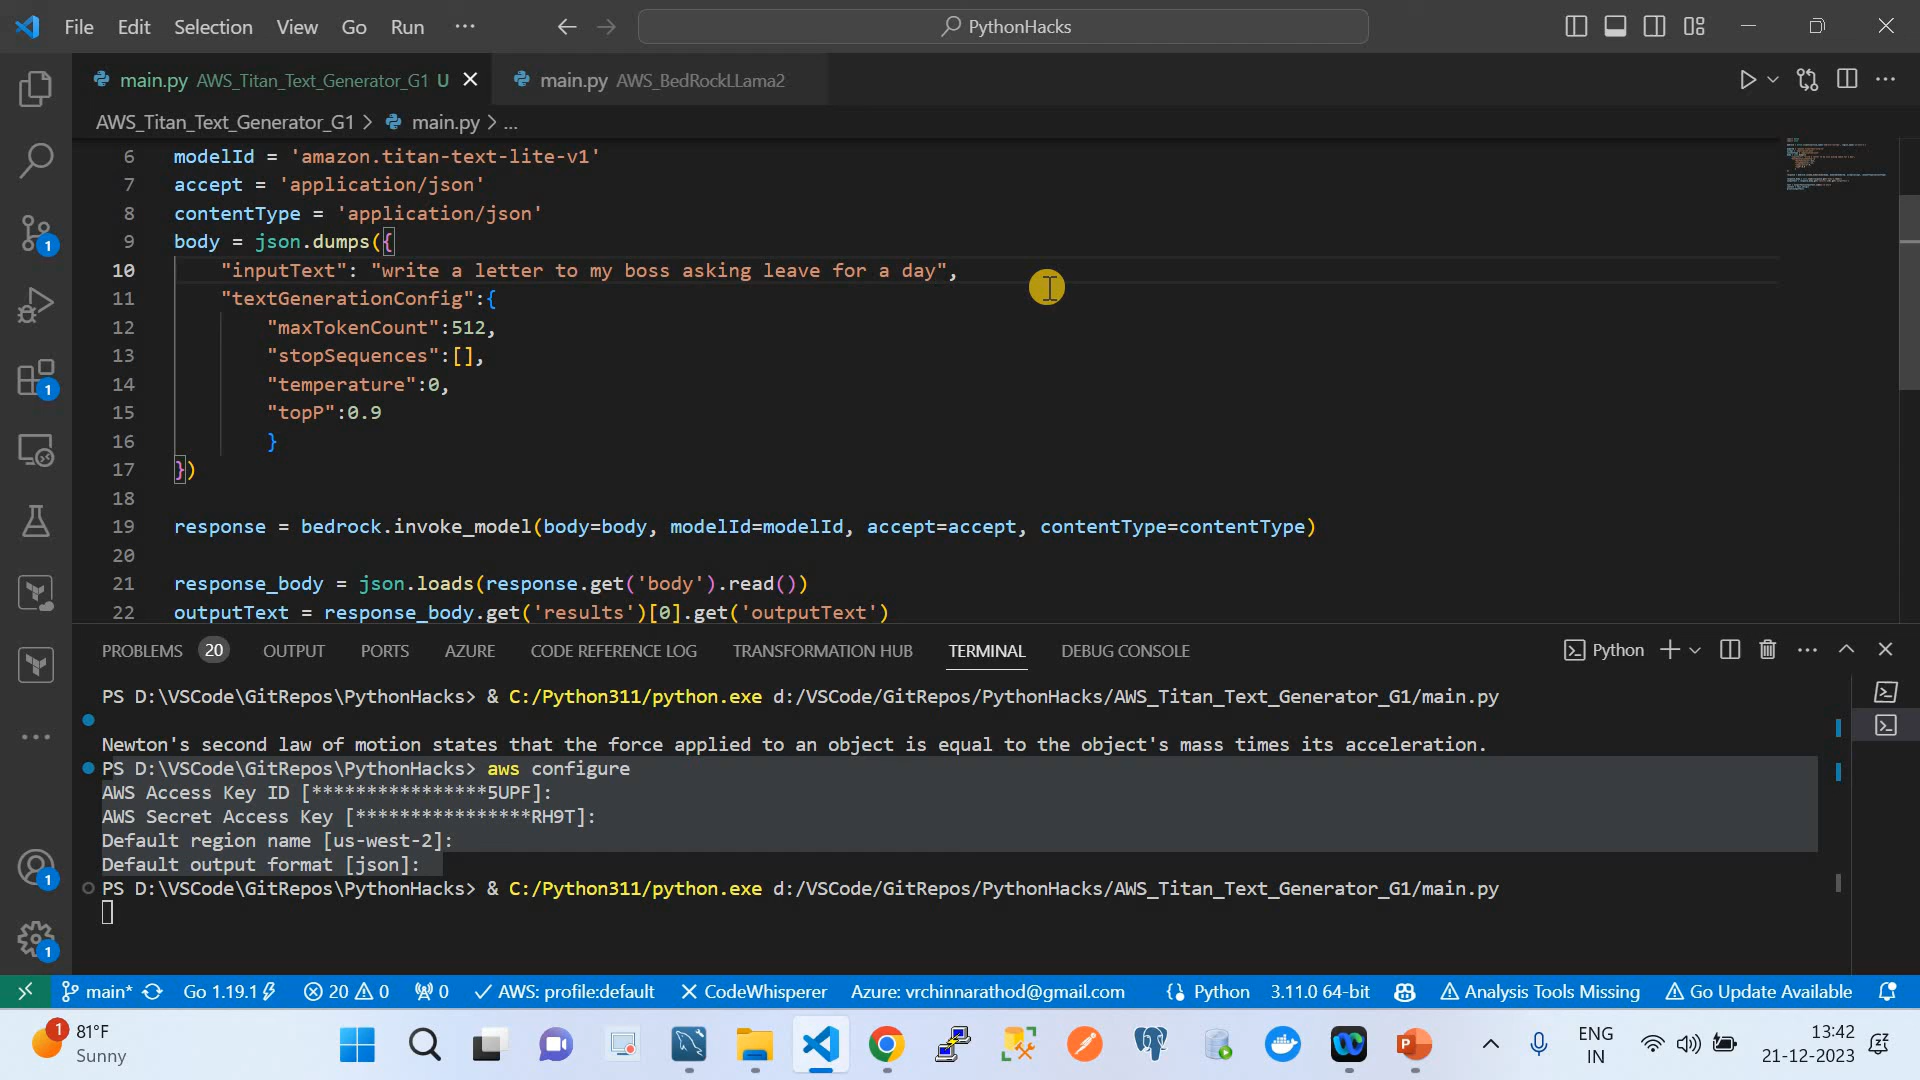 File Edit Selection View Go Run ···
PythonHacks
main.py AWS_Titan_Text_Generator_G1 U
main.py AWS_BedRockLLama2
AWS_Titan_Text_Generator_G1 > main.py > ...
6 modelId = 'amazon.titan-text-lite-v1'
7 accept = 'application/json'
8 contentType = 'application/json'
9 body = json.dumps({
10 "inputText": "write a letter to my boss asking leave for a day",
11 "textGenerationConfig":{
12 "maxTokenCount":512,
13 "stopSequences":[],
14 "temperature":0,
15 "topP":0.9
16 }
17 })
18
19 response = bedrock.invoke_model(body=body, modelId=modelId, accept=accept, contentType=contentType)
20
21 response_body = json.loads(response.get('body').read())
22 outputText = response_body.get('results')[0].get('outputText')
PROBLEMS 20 OUTPUT PORTS AZURE CODE REFERENCE LOG TRANSFORMATION HUB TERMINAL DEBUG CONSOLE
Python
PS D:\VSCode\GitRepos\PythonHacks> & C:/Python311/python.exe d:/VSCode/GitRepos/PythonHacks/AWS_Titan_Text_Generator_G1/main.py
Newton's second law of motion states that the force applied to an object is equal to the object's mass times its acceleration.
PS D:\VSCode\GitRepos\PythonHacks> aws configure
AWS Access Key ID [****************5UPF]:
AWS Secret Access Key [****************RH9T]:
Default region name [us-west-2]:
Default output format [json]:
PS D:\VSCode\GitRepos\PythonHacks> & C:/Python311/python.exe d:/VSCode/GitRepos/PythonHacks/AWS_Titan_Text_Generator_G1/main.py
1
1
1
1
main* Go 1.19.1 20 0 0 AWS: profile:default CodeWhisperer Azure: vrchinnarathod@gmail.com Python 3.11.0 64-bit Analysis Tools Missing Go Update Available
1
81°F
Sunny
ENG
IN
13:42
21-12-2023